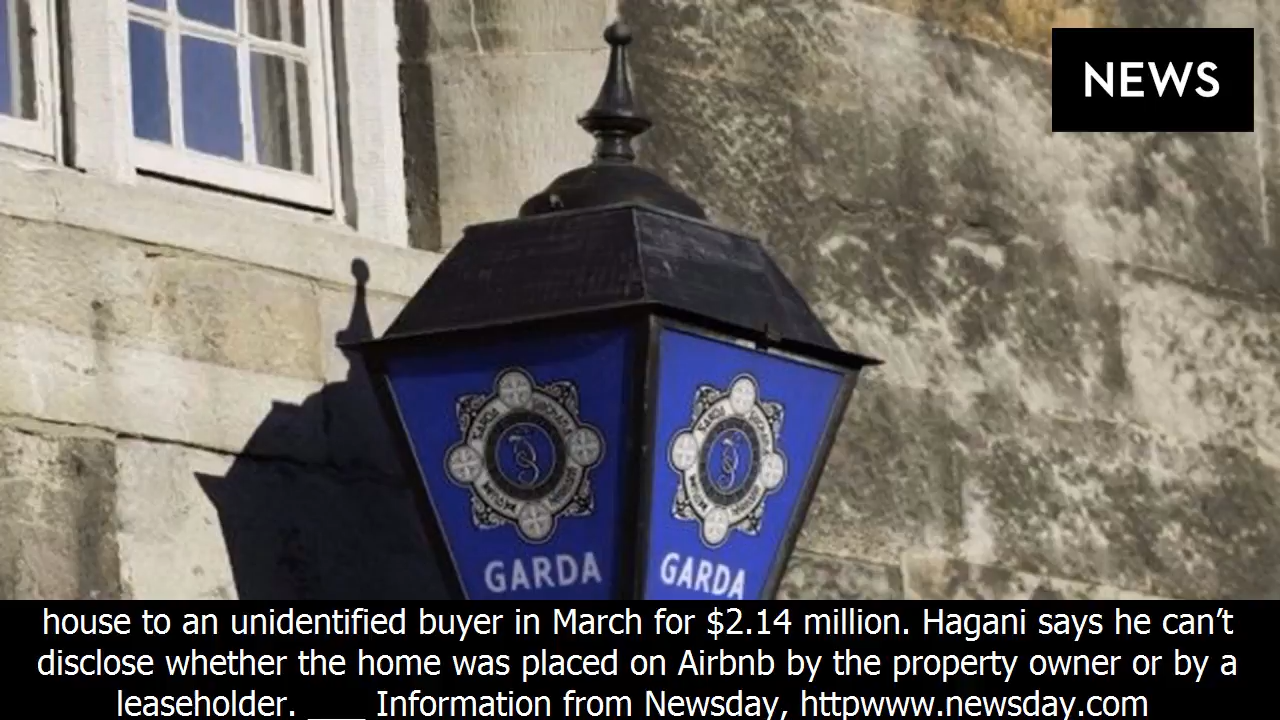 NEWS
GARDA
GARDA
house to an unidentified buyer in March for $2.14 million. Hagani says he can’t
disclose whether the home was placed on Airbnb by the property owner or by a
leaseholder. ___ Information from Newsday, httpwww.newsday.com